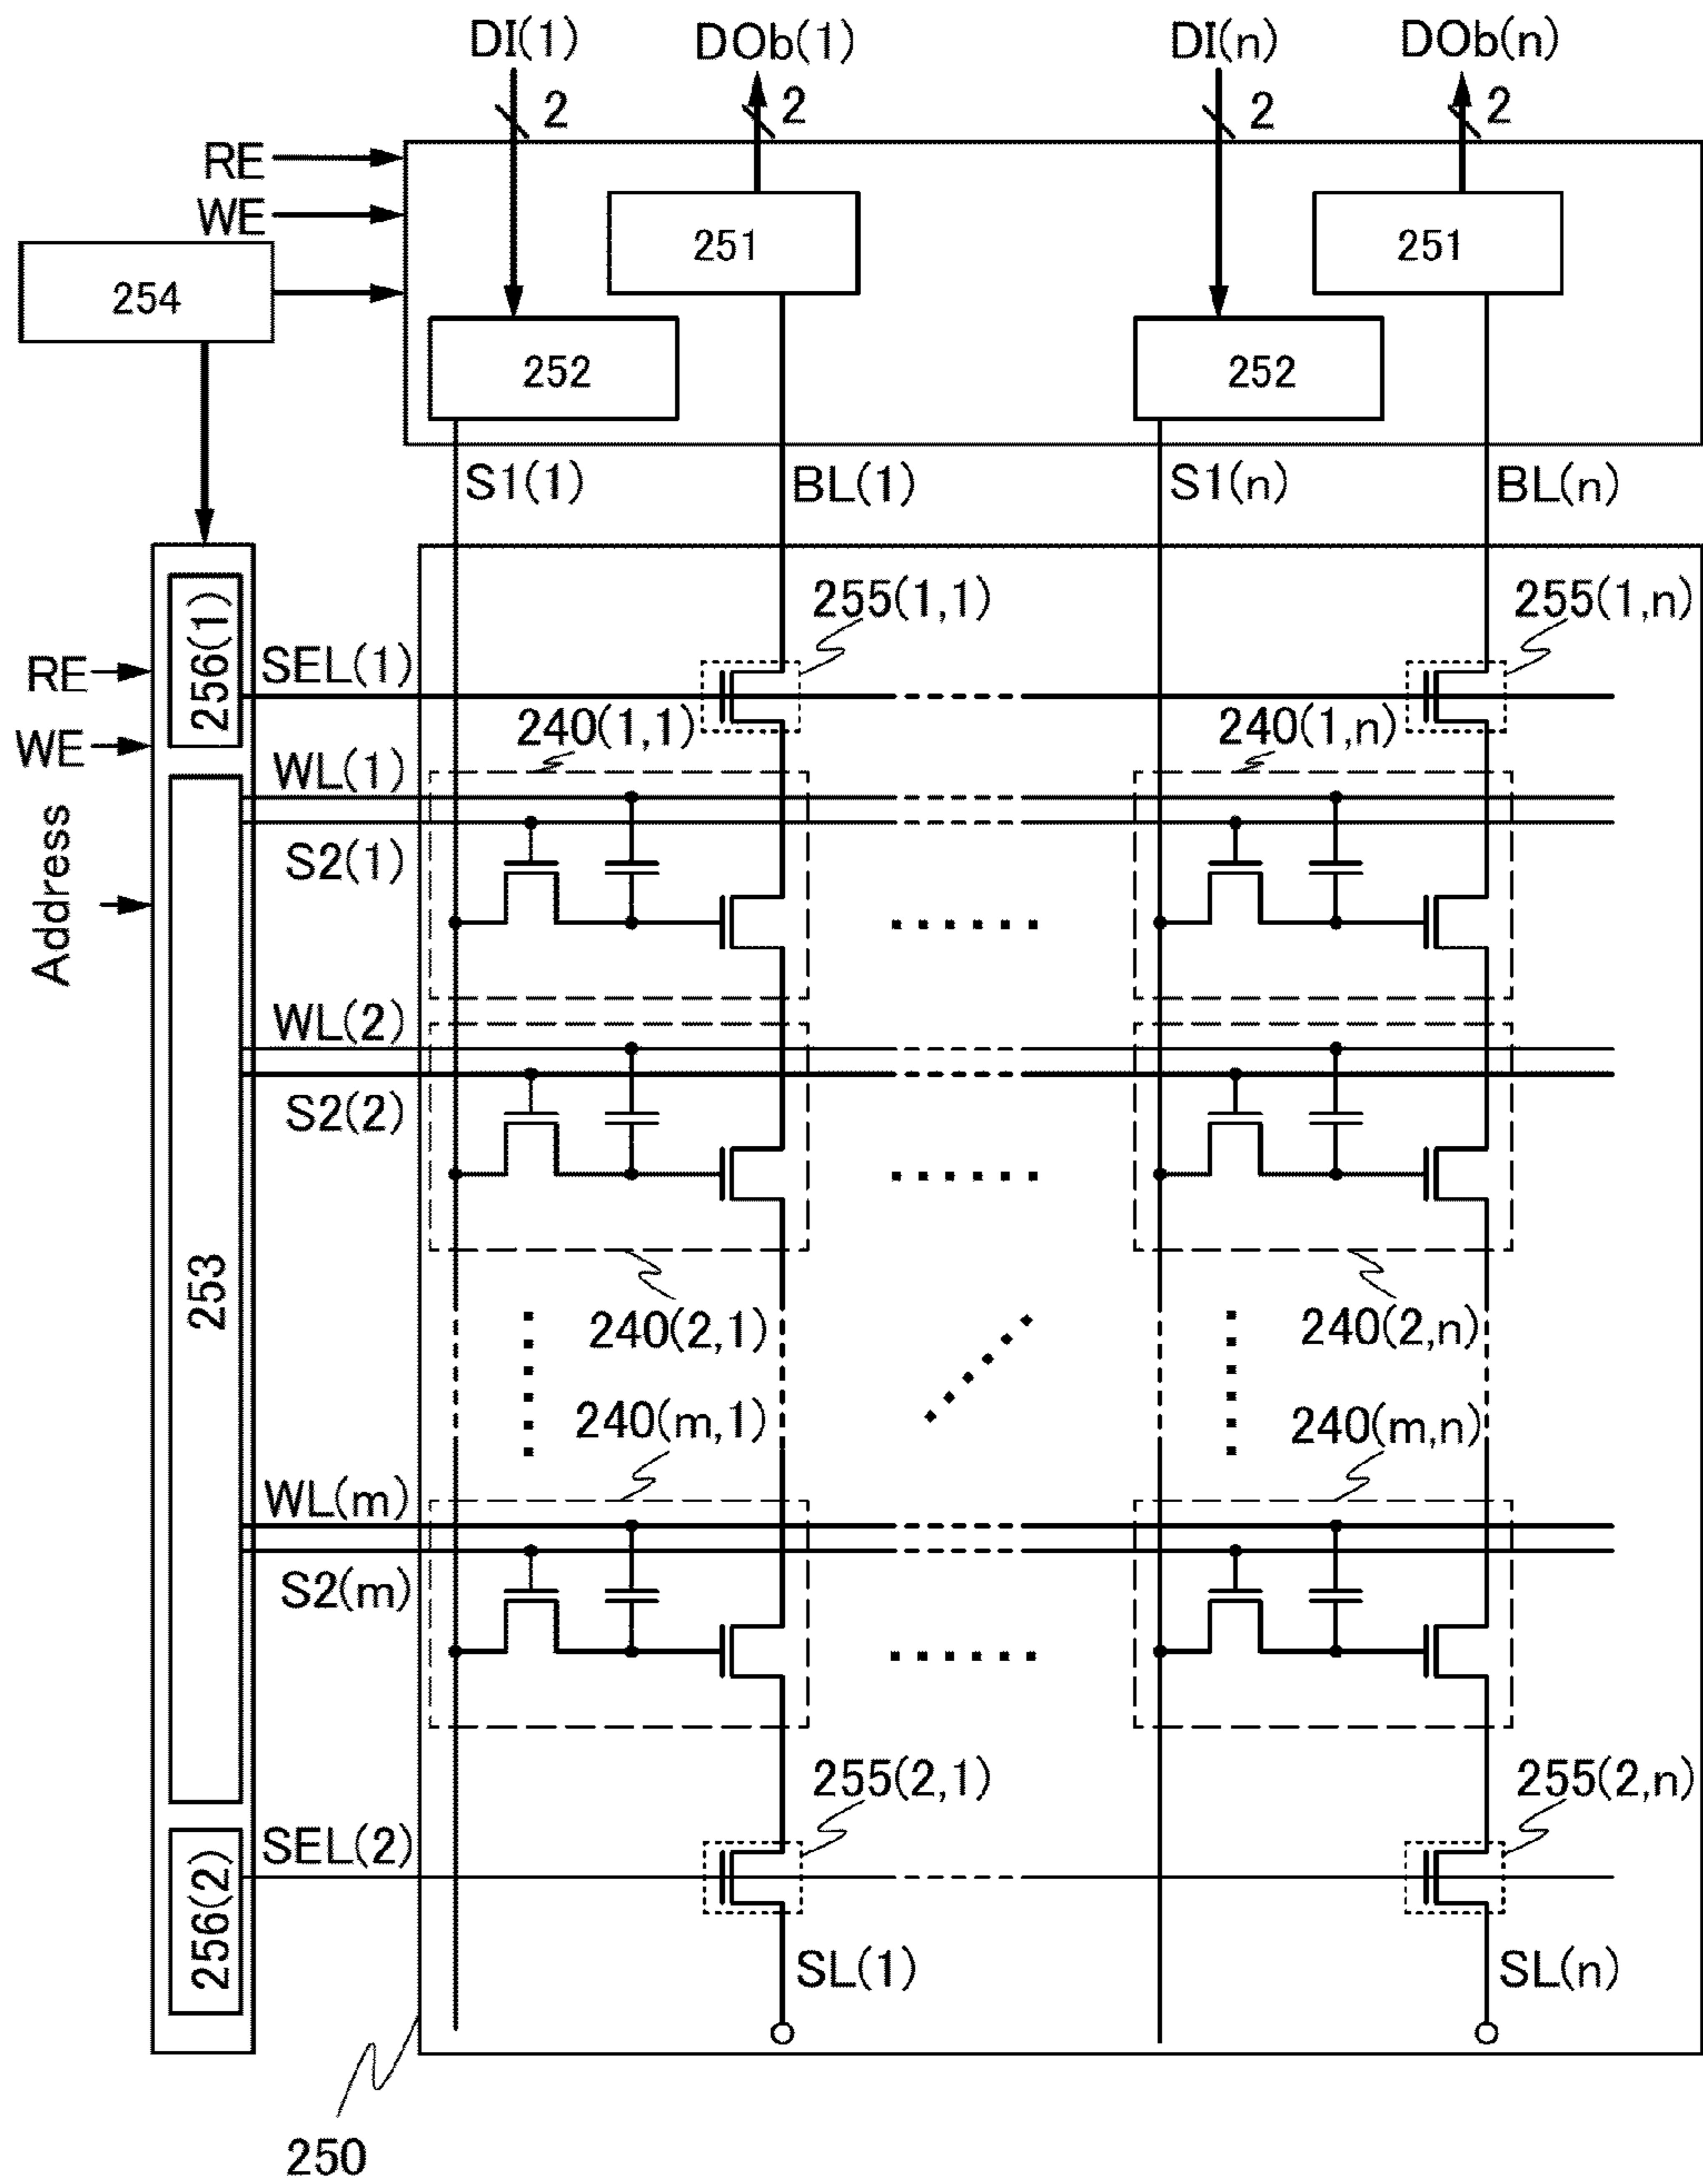 DI(1) DOb(1) DI(n) DOb(n)
2 2 2 2
RE
WE
251 251
254
252 252
S1(1) BL(1) S1(n) BL(n)
255(1,1) 255(1,n)
256(1)
SEL(1)
RE
240(1,1) 240(1,n)
WE
WL(1)
S2(1)
Address
WL(2)
S2(2)
253
240(2,1) 240(2,n)
240(m,1) 240(m,n)
WL(m)
S2(m)
255(2,1) 255(2,n)
SEL(2)
256(2)
SL(1) SL(n)
250